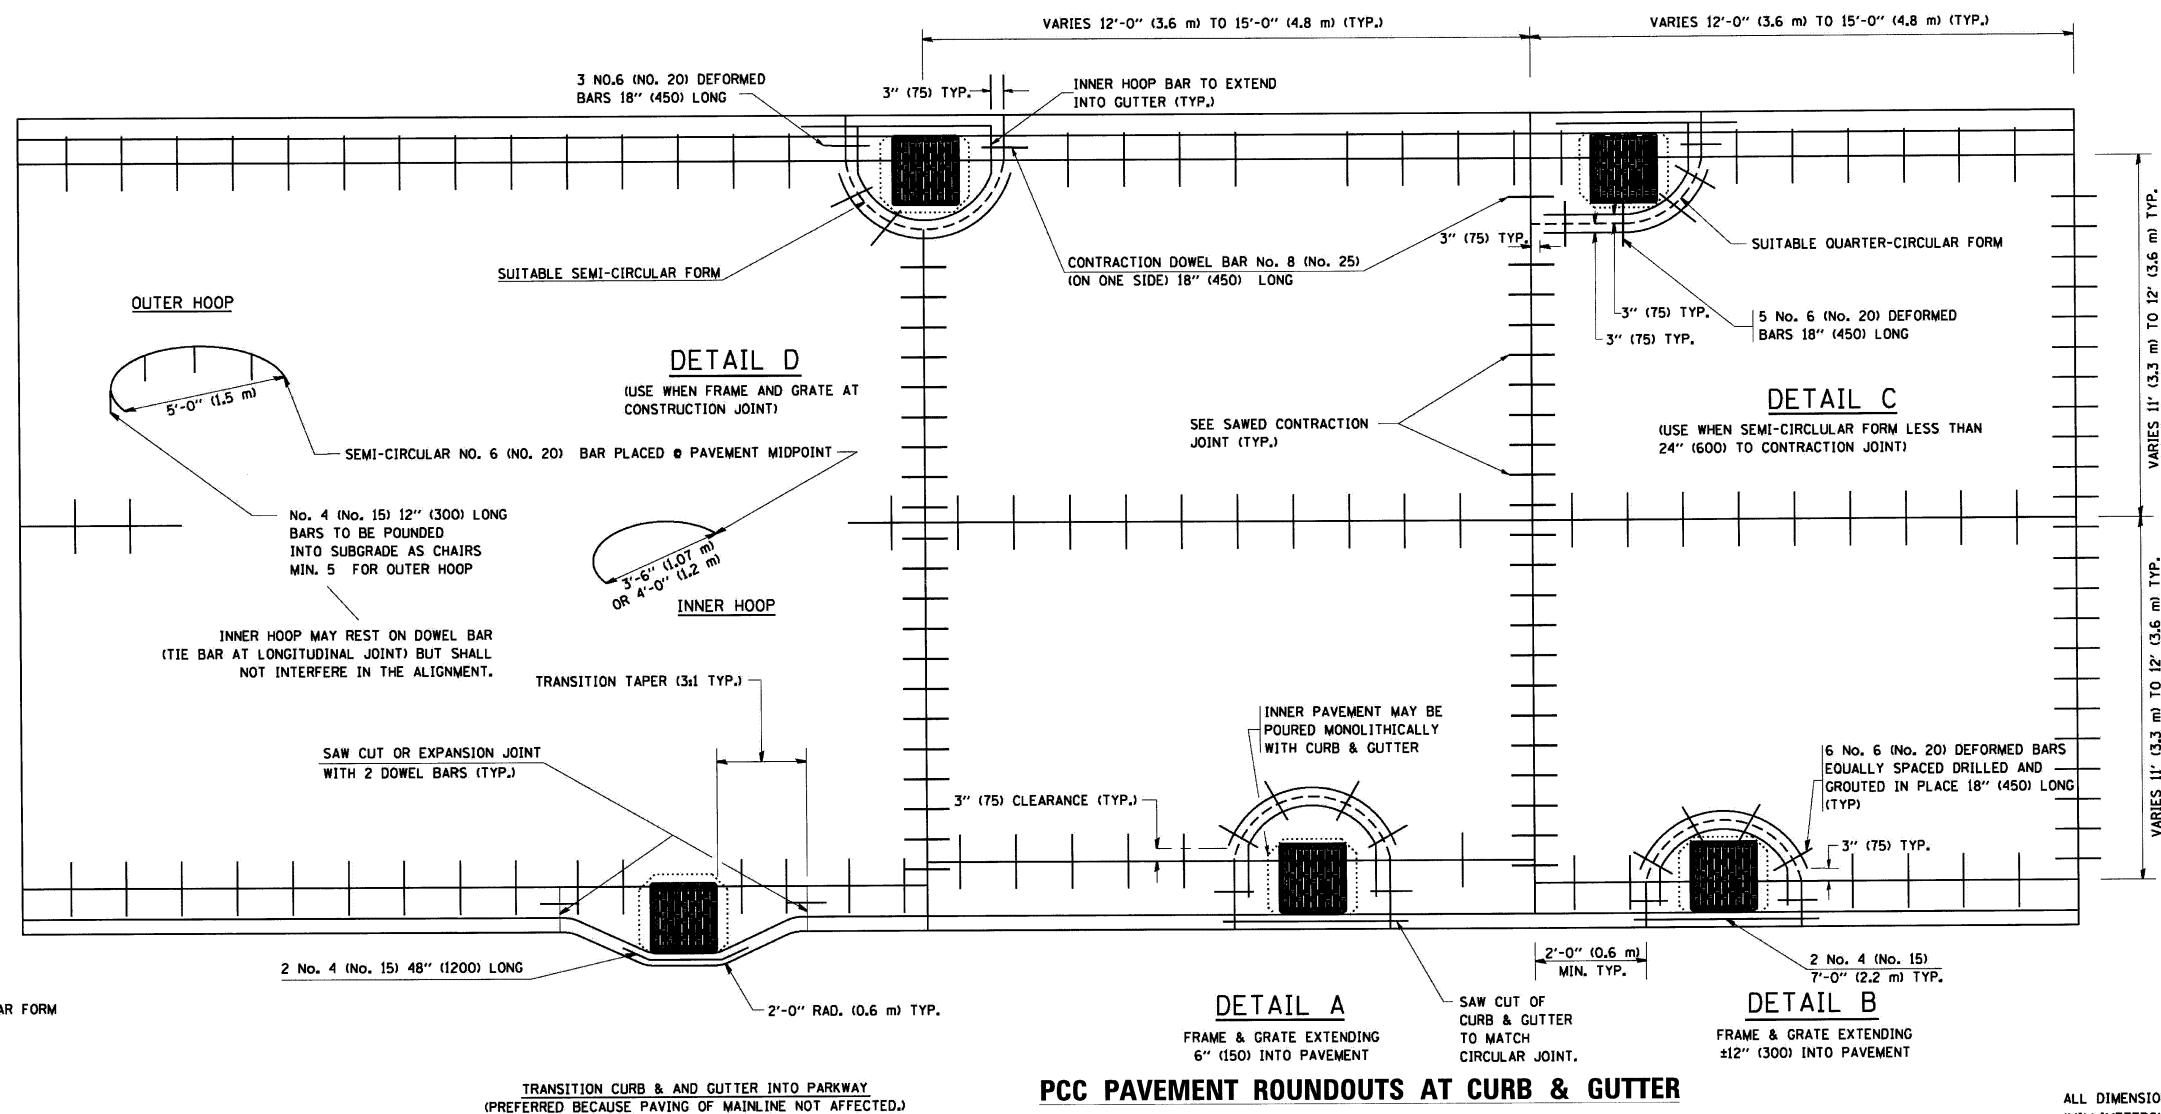 VARIES 12'-0" (3.6 m) TO 15'-0" (4.8 m) (TYP.)
VARIES 12'-0" (3.6 m) TO 15'-0" (4.8 m) (TYP.)
3 NO.6 (NO. 20) DEFORMED
BARS 18" (450) LONG
3" (75) TYP.
INNER HOOP BAR TO EXTEND
INTO GUTTER (TYP.)
SUITABLE SEMI-CIRCULAR FORM
CONTRACTION DOWEL BAR No. 8 (No. 25)
(ON ONE SIDE) 18" (450) LONG
3" (75) TYP.
SUITABLE QUARTER-CIRCULAR FORM
3" (75) TYP.
3" (75) TYP.
5 No. 6 (No. 20) DEFORMED
BARS 18" (450) LONG
VARIES 11' (3.3 m) TO 12' (3.6 m) TYP.
OUTER HOOP
5'-0" (1.5 m)
DETAIL D
(USE WHEN FRAME AND GRATE AT
CONSTRUCTION JOINT)
SEMI-CIRCULAR NO. 6 (NO. 20) BAR PLACED @ PAVEMENT MIDPOINT
SEE SAWED CONTRACTION
JOINT (TYP.)
DETAIL C
(USE WHEN SEMI-CIRCLULAR FORM LESS THAN
24" (600) TO CONTRACTION JOINT)
No. 4 (No. 15) 12" (300) LONG
BARS TO BE POUNDED
INTO SUBGRADE AS CHAIRS
MIN. 5 FOR OUTER HOOP
3'-6" (1.07 m)
OR 4'-0" (1.2 m)
INNER HOOP
INNER HOOP MAY REST ON DOWEL BAR
(TIE BAR AT LONGITUDINAL JOINT) BUT SHALL
NOT INTERFERE IN THE ALIGNMENT.
TRANSITION TAPER (3:1 TYP.)
SAW CUT OR EXPANSION JOINT
WITH 2 DOWEL BARS (TYP.)
INNER PAVEMENT MAY BE
POURED MONOLITHICALLY
WITH CURB & GUTTER
3" (75) CLEARANCE (TYP.)
6 No. 6 (No. 20) DEFORMED BARS
EQUALLY SPACED DRILLED AND
GROUTED IN PLACE 18" (450) LONG
(TYP)
3" (75) TYP.
VARIES 11' (3.3 m) TO 12' (3.6 m) TYP.
2 No. 4 (No. 15) 48" (1200) LONG
2'-0" RAD. (0.6 m) TYP.
2'-0" (0.6 m)
MIN. TYP.
2 No. 4 (No. 15)
7'-0" (2.2 m) TYP.
AR FORM
DETAIL A
FRAME & GRATE EXTENDING
6" (150) INTO PAVEMENT
SAW CUT OF
CURB & GUTTER
TO MATCH
CIRCULAR JOINT.
DETAIL B
FRAME & GRATE EXTENDING
±12" (300) INTO PAVEMENT
TRANSITION CURB & AND GUTTER INTO PARKWAY
(PREFERRED BECAUSE PAVING OF MAINLINE NOT AFFECTED.)
PCC PAVEMENT ROUNDOUTS AT CURB & GUTTER
ALL DIMENSIO